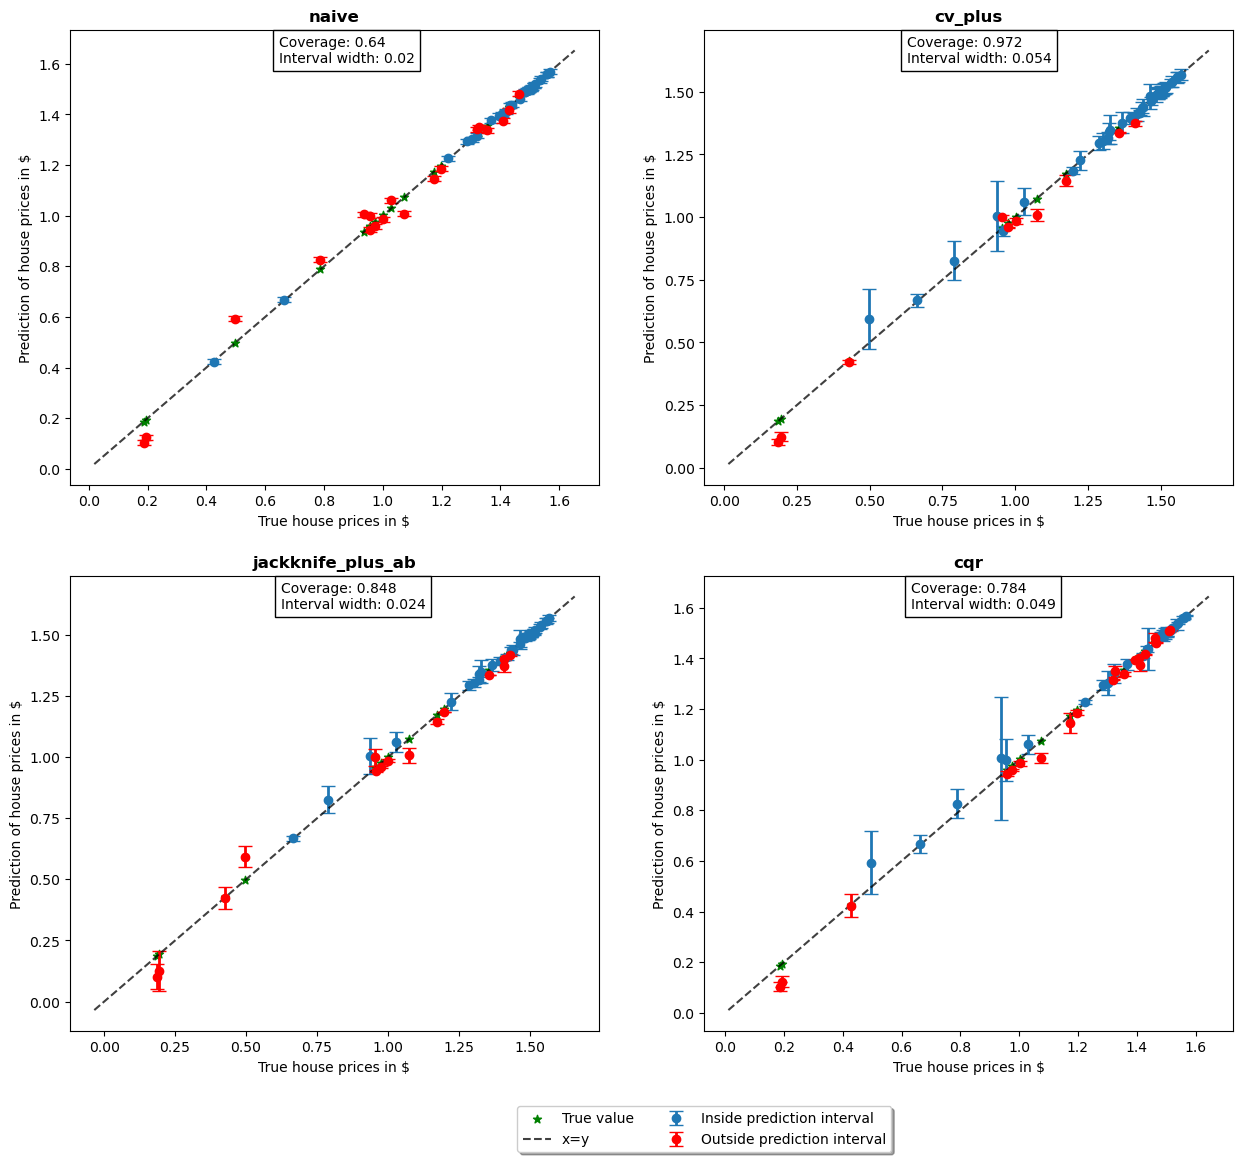 naive
Coverage: 0.64
Interval width: 0.02
1.6
1.4
1.2
1.0
0.8
0.6
0.4
0.2
0.0
Prediction of house prices in $
0.0 0.2 0.4 0.6 0.8 1.0 1.2 1.4 1.6
True house prices in $
cv_plus
Coverage: 0.972
Interval width: 0.054
1.50
1.25
1.00
0.75
0.50
0.25
0.00
Prediction of house prices in $
0.00 0.25 0.50 0.75 1.00 1.25 1.50
True house prices in $
jackknife_plus_ab
Coverage: 0.848
Interval width: 0.024
1.50
1.25
1.00
0.75
0.50
0.25
0.00
Prediction of house prices in $
0.00 0.25 0.50 0.75 1.00 1.25 1.50
True house prices in $
cqr
Coverage: 0.784
Interval width: 0.049
1.6
1.4
1.2
1.0
0.8
0.6
0.4
0.2
0.0
Prediction of house prices in $
0.0 0.2 0.4 0.6 0.8 1.0 1.2 1.4 1.6
True house prices in $
True value
x=y
Inside prediction interval
Outside prediction interval